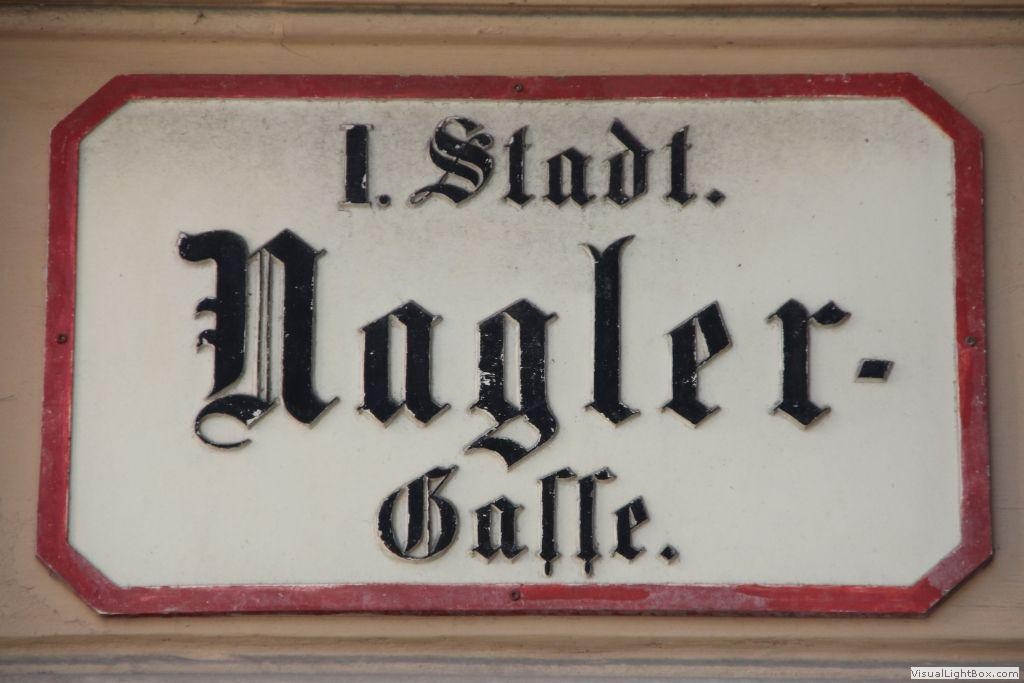 I. Stadt.
Nagler-
Gasse.
VisualLightBox.com